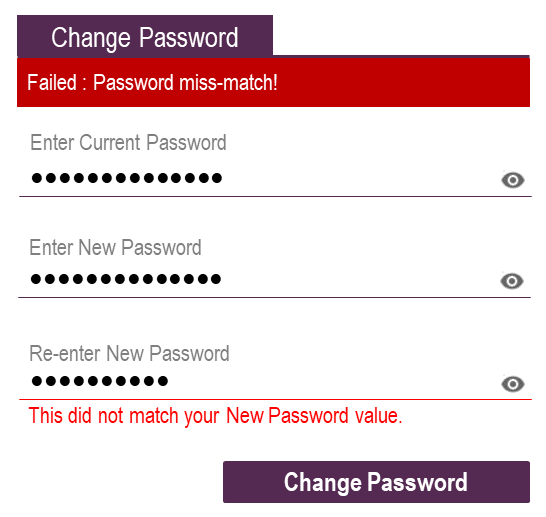 Change Password
Failed : Password miss-match!
Enter Current Password
●●●●●●●●●●●●●●
Enter New Password
●●●●●●●●●●●●●●
Re-enter New Password
●●●●●●●●●●
This did not match your New Password value.
Change Password